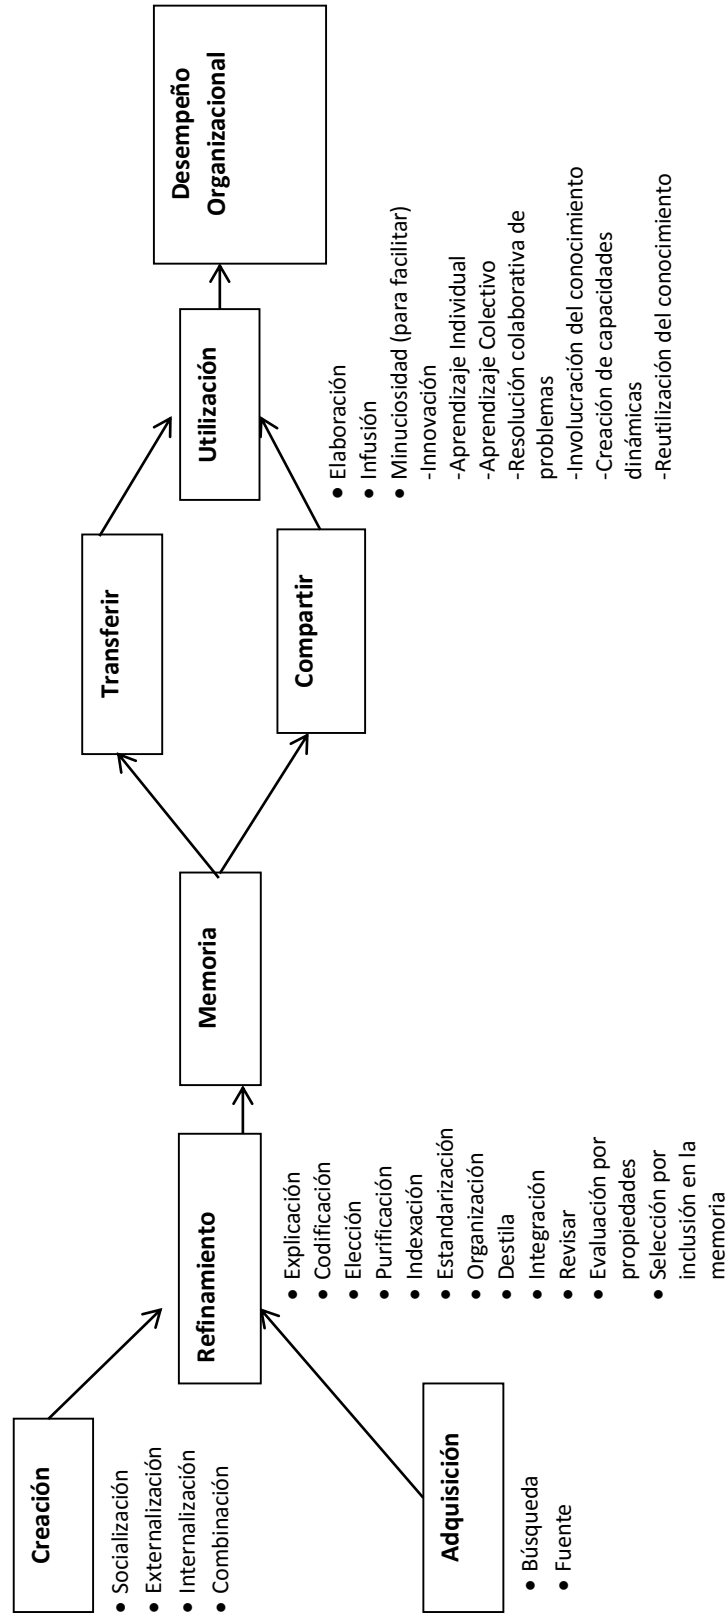 Creación
• Socialización
• Externalización
• Internalización
• Combinación
Adquisición
• Búsqueda
• Fuente
Refinamiento
• Explicación
• Codificación
• Elección
• Purificación
• Indexación
• Estandarización
• Organización
• Destila
• Integración
• Revisar
• Evaluación por
propiedades
• Selección por
inclusión en la
memoria
Memoria
Transferir
Compartir
Utilización
• Elaboración
• Infusión
• Minuciosidad (para facilitar)
-Innovación
-Aprendizaje Individual
-Aprendizaje Colectivo
-Resolución colaborativa de
problemas
-Involucración del conocimiento
-Creación de capacidades
dinámicas
-Reutilización del conocimiento
Desempeño
Organizacional